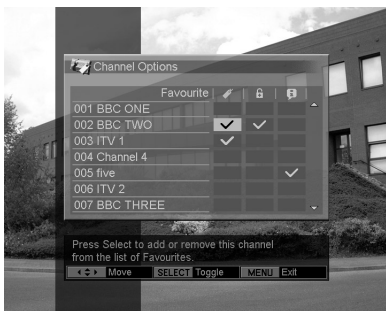 Channel Options
Favourite
001 BBC ONE
002 BBC TWO
003 ITV 1
004 Channel 4
005 five
006 ITV 2
007 BBC THREE
Press Select to add or remove this channel
from the list of Favourites.
Move SELECT Toggle MENU Exit